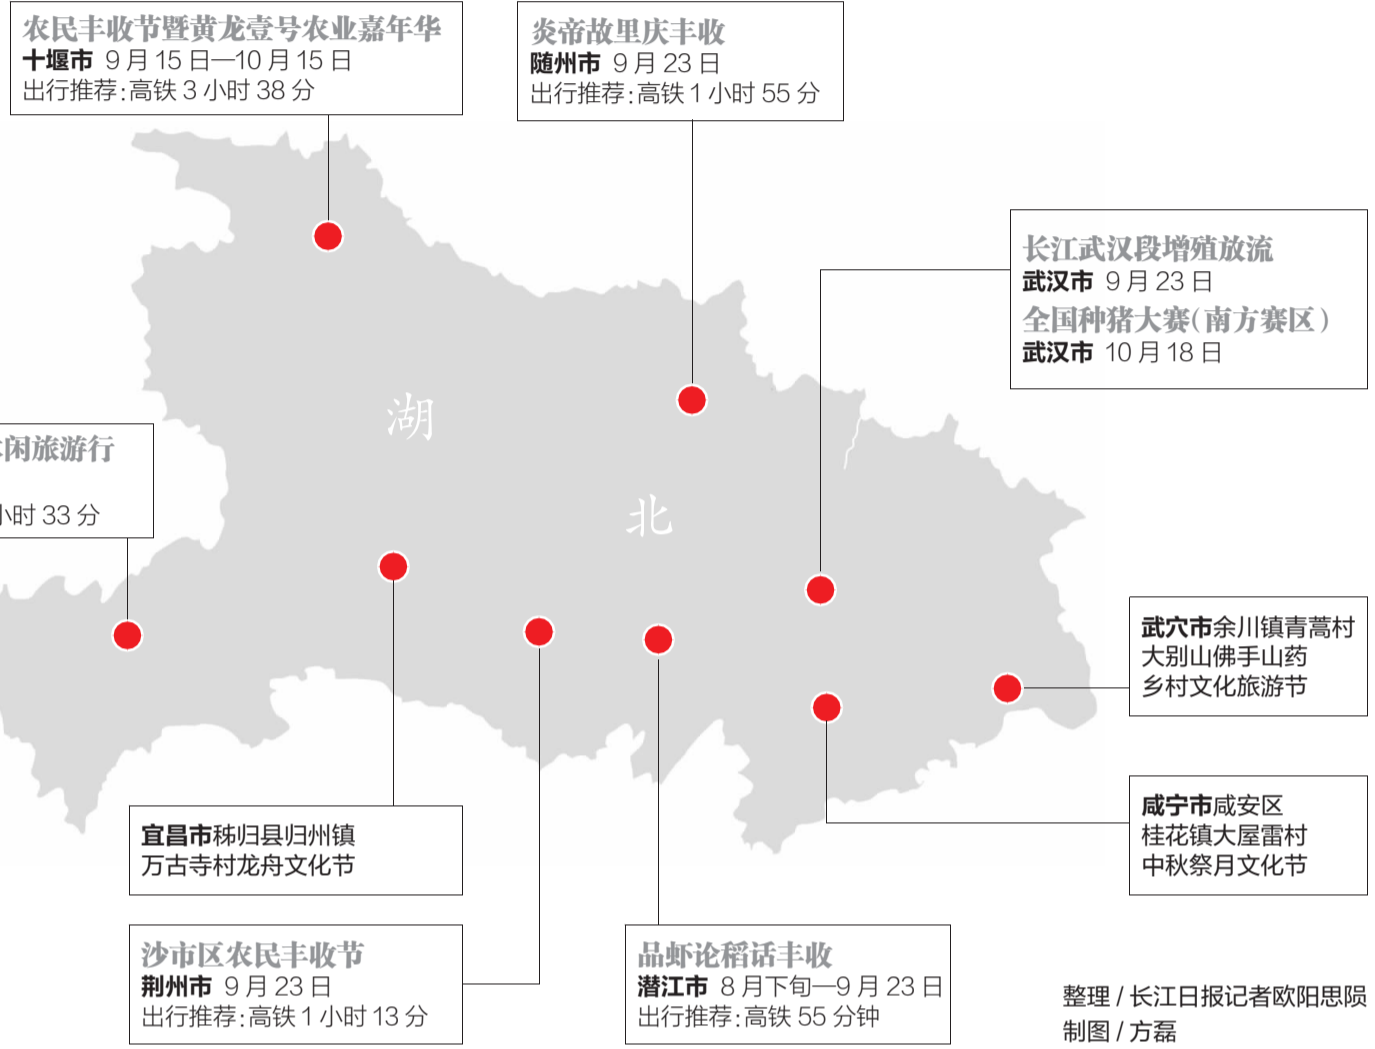 农民丰收节暨黄龙壹号农业嘉年华
十堰市 9月15日—10月15日
出行推荐:高铁3小时38分
炎帝故里庆丰收
随州市 9月23日
出行推荐:高铁1小时55分
长江武汉段增殖放流
武汉市 9月23日
全国种猪大赛(南方赛区)
武汉市 10月18日
湖
闲旅游行
小时33分
北
武穴市余川镇青蒿村
大别山佛手山药
乡村文化旅游节
宜昌市秭归县归州镇
万古寺村龙舟文化节
咸宁市咸安区
桂花镇大屋雷村
中秋祭月文化节
沙市区农民丰收节
荆州市 9月23日
出行推荐:高铁1小时13分
品虾论稻话丰收
潜江市 8月下旬—9月23日
出行推荐:高铁55分钟
整理/长江日报记者欧阳思陨
制图/方磊